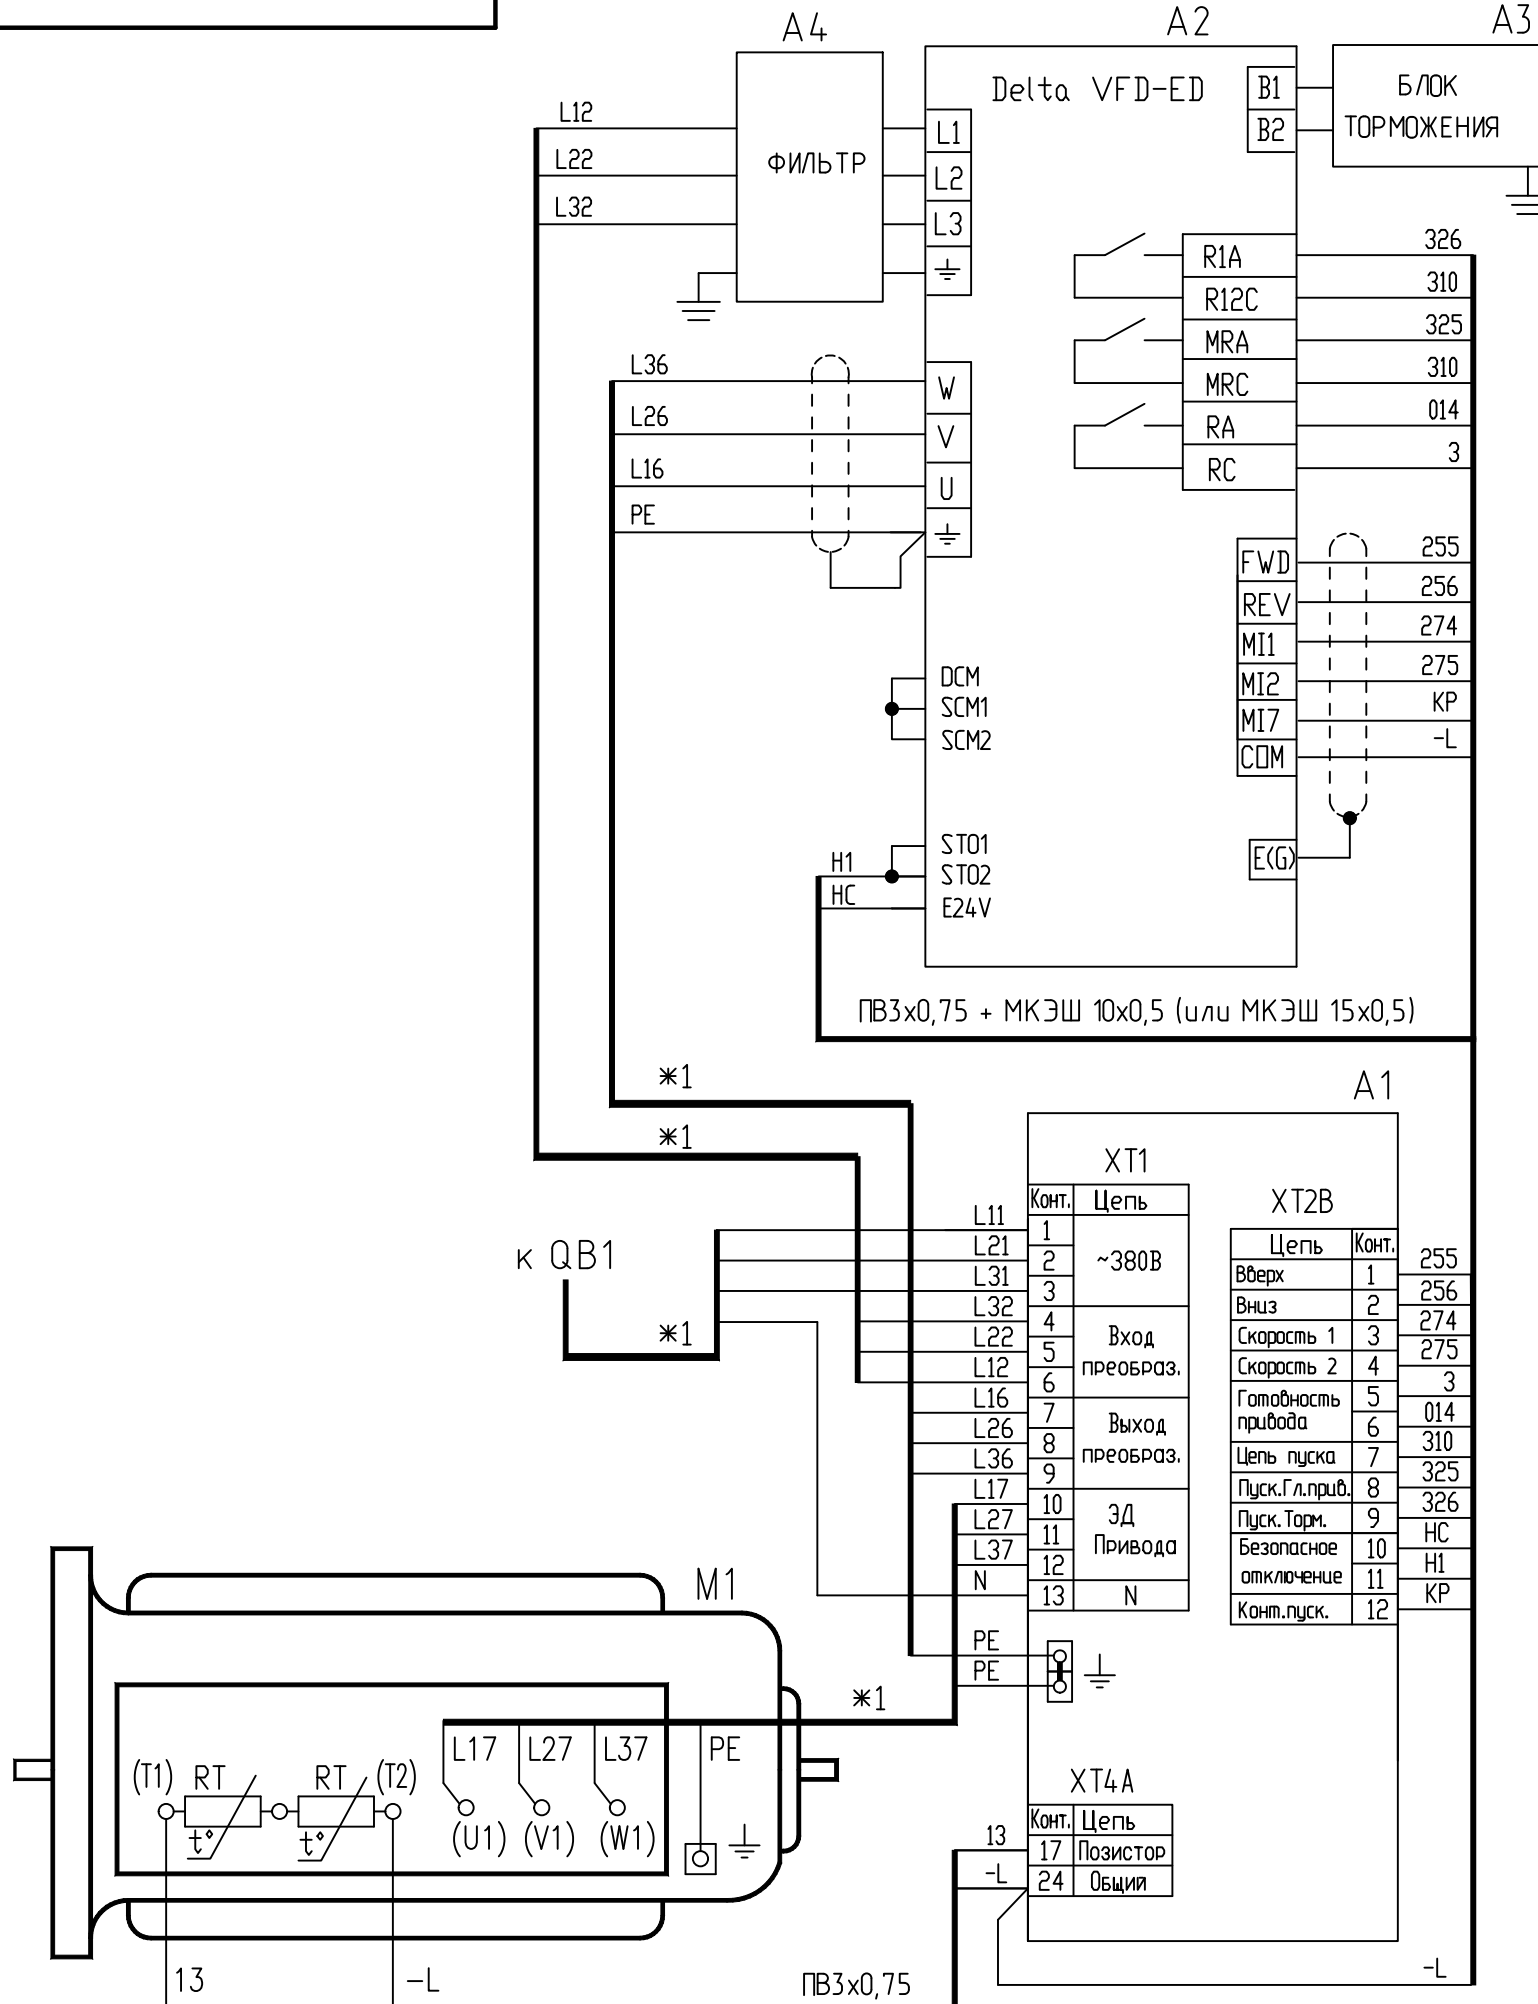 A4
A2
A3
Delta VFD-ED
B1
B2
БЛОК
ТОРМОЖЕНИЯ
L12
L22
L32
ФИЛЬТР
L1
L2
L3
R1A
326
R12C
310
MRA
325
MRC
310
RA
014
RC
3
L36
W
L26
V
L16
U
PE
FWD
255
REV
256
MI1
274
MI2
275
MI7
КР
COM
-L
E(G)
DCM
SCM1
SCM2
STO1
H1
STO2
HC
E24V
ПВ3х0,75 + МКЭШ 10х0,5 (или МКЭШ 15х0,5)
*1
*1
A1
к QB1
*1
XT1
Конт. Цепь
L11 1
L21 2 ~380В
L31 3
L32 4
L22 5 Вход
L12 6 преобраз.
L16 7
L26 8 Выход
L36 9 преобраз.
L17 10
L27 11 ЭД
L37 12 Привода
N 13 N
PE
PE
XT2B
Цепь Конт.
Вверх 1 255
Вниз 2 256
Скорость 1 3 274
Скорость 2 4 275
Готовность 5 3
привода 6 014
Цепь пуска 7 310
Пуск.Гл.прив. 8 325
Пуск.Торм. 9 326
Безопасное 10 HC
отключение 11 H1
Конт.пуск. 12 КР
M1
*1
L17 L27 L37 PE
(T1) RT RT (T2)
t° t°
(U1) (V1) (W1)
13 -L
XT4A
Конт. Цепь
13 17 Позистор
-L 24 Общий
ПВ3х0,75
-L